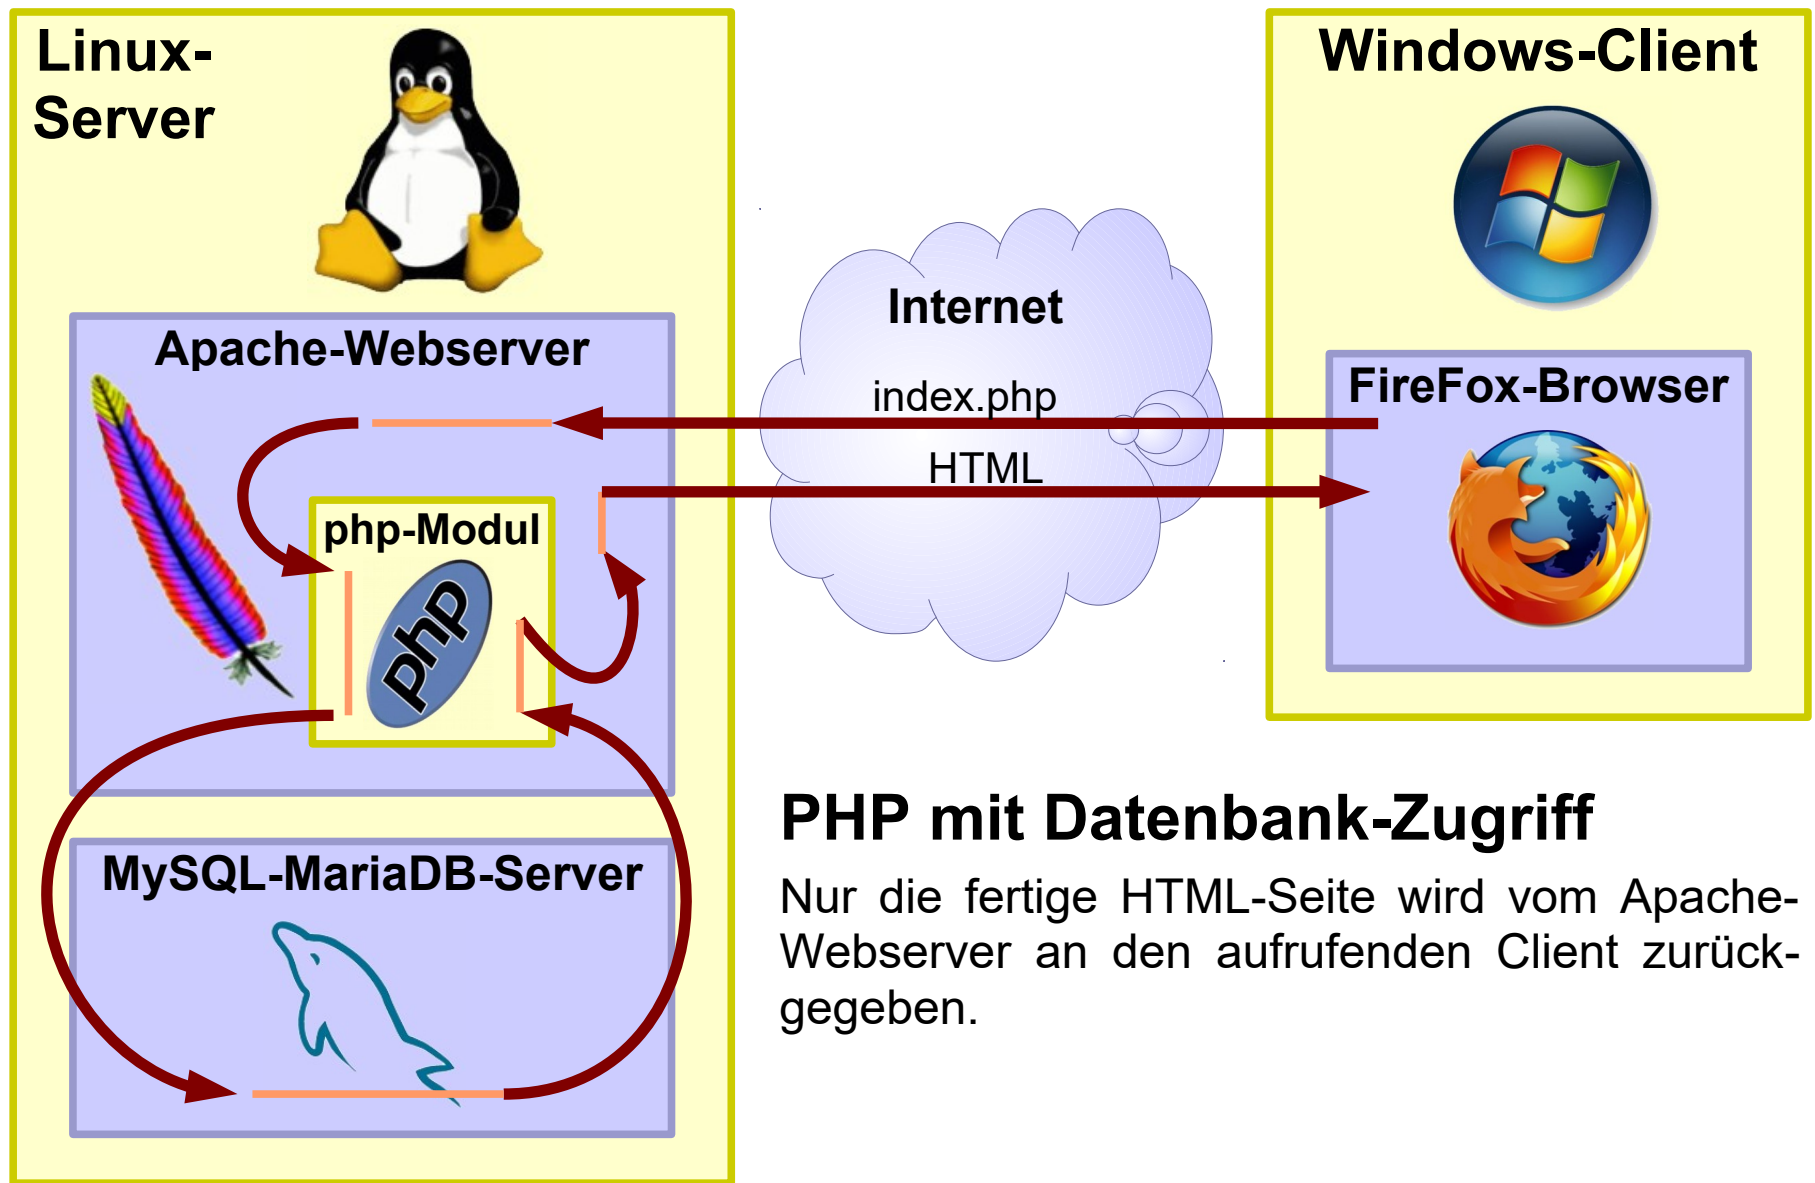 Linux-
Server
Windows-Client
Internet
Apache-Webserver
FireFox-Browser
index.php
HTML
php-Modul
php
PHP mit Datenbank-Zugriff
MySQL-MariaDB-Server
Nur die fertige HTML-Seite wird vom Apache-
Webserver an den aufrufenden Client zurück-
gegeben.